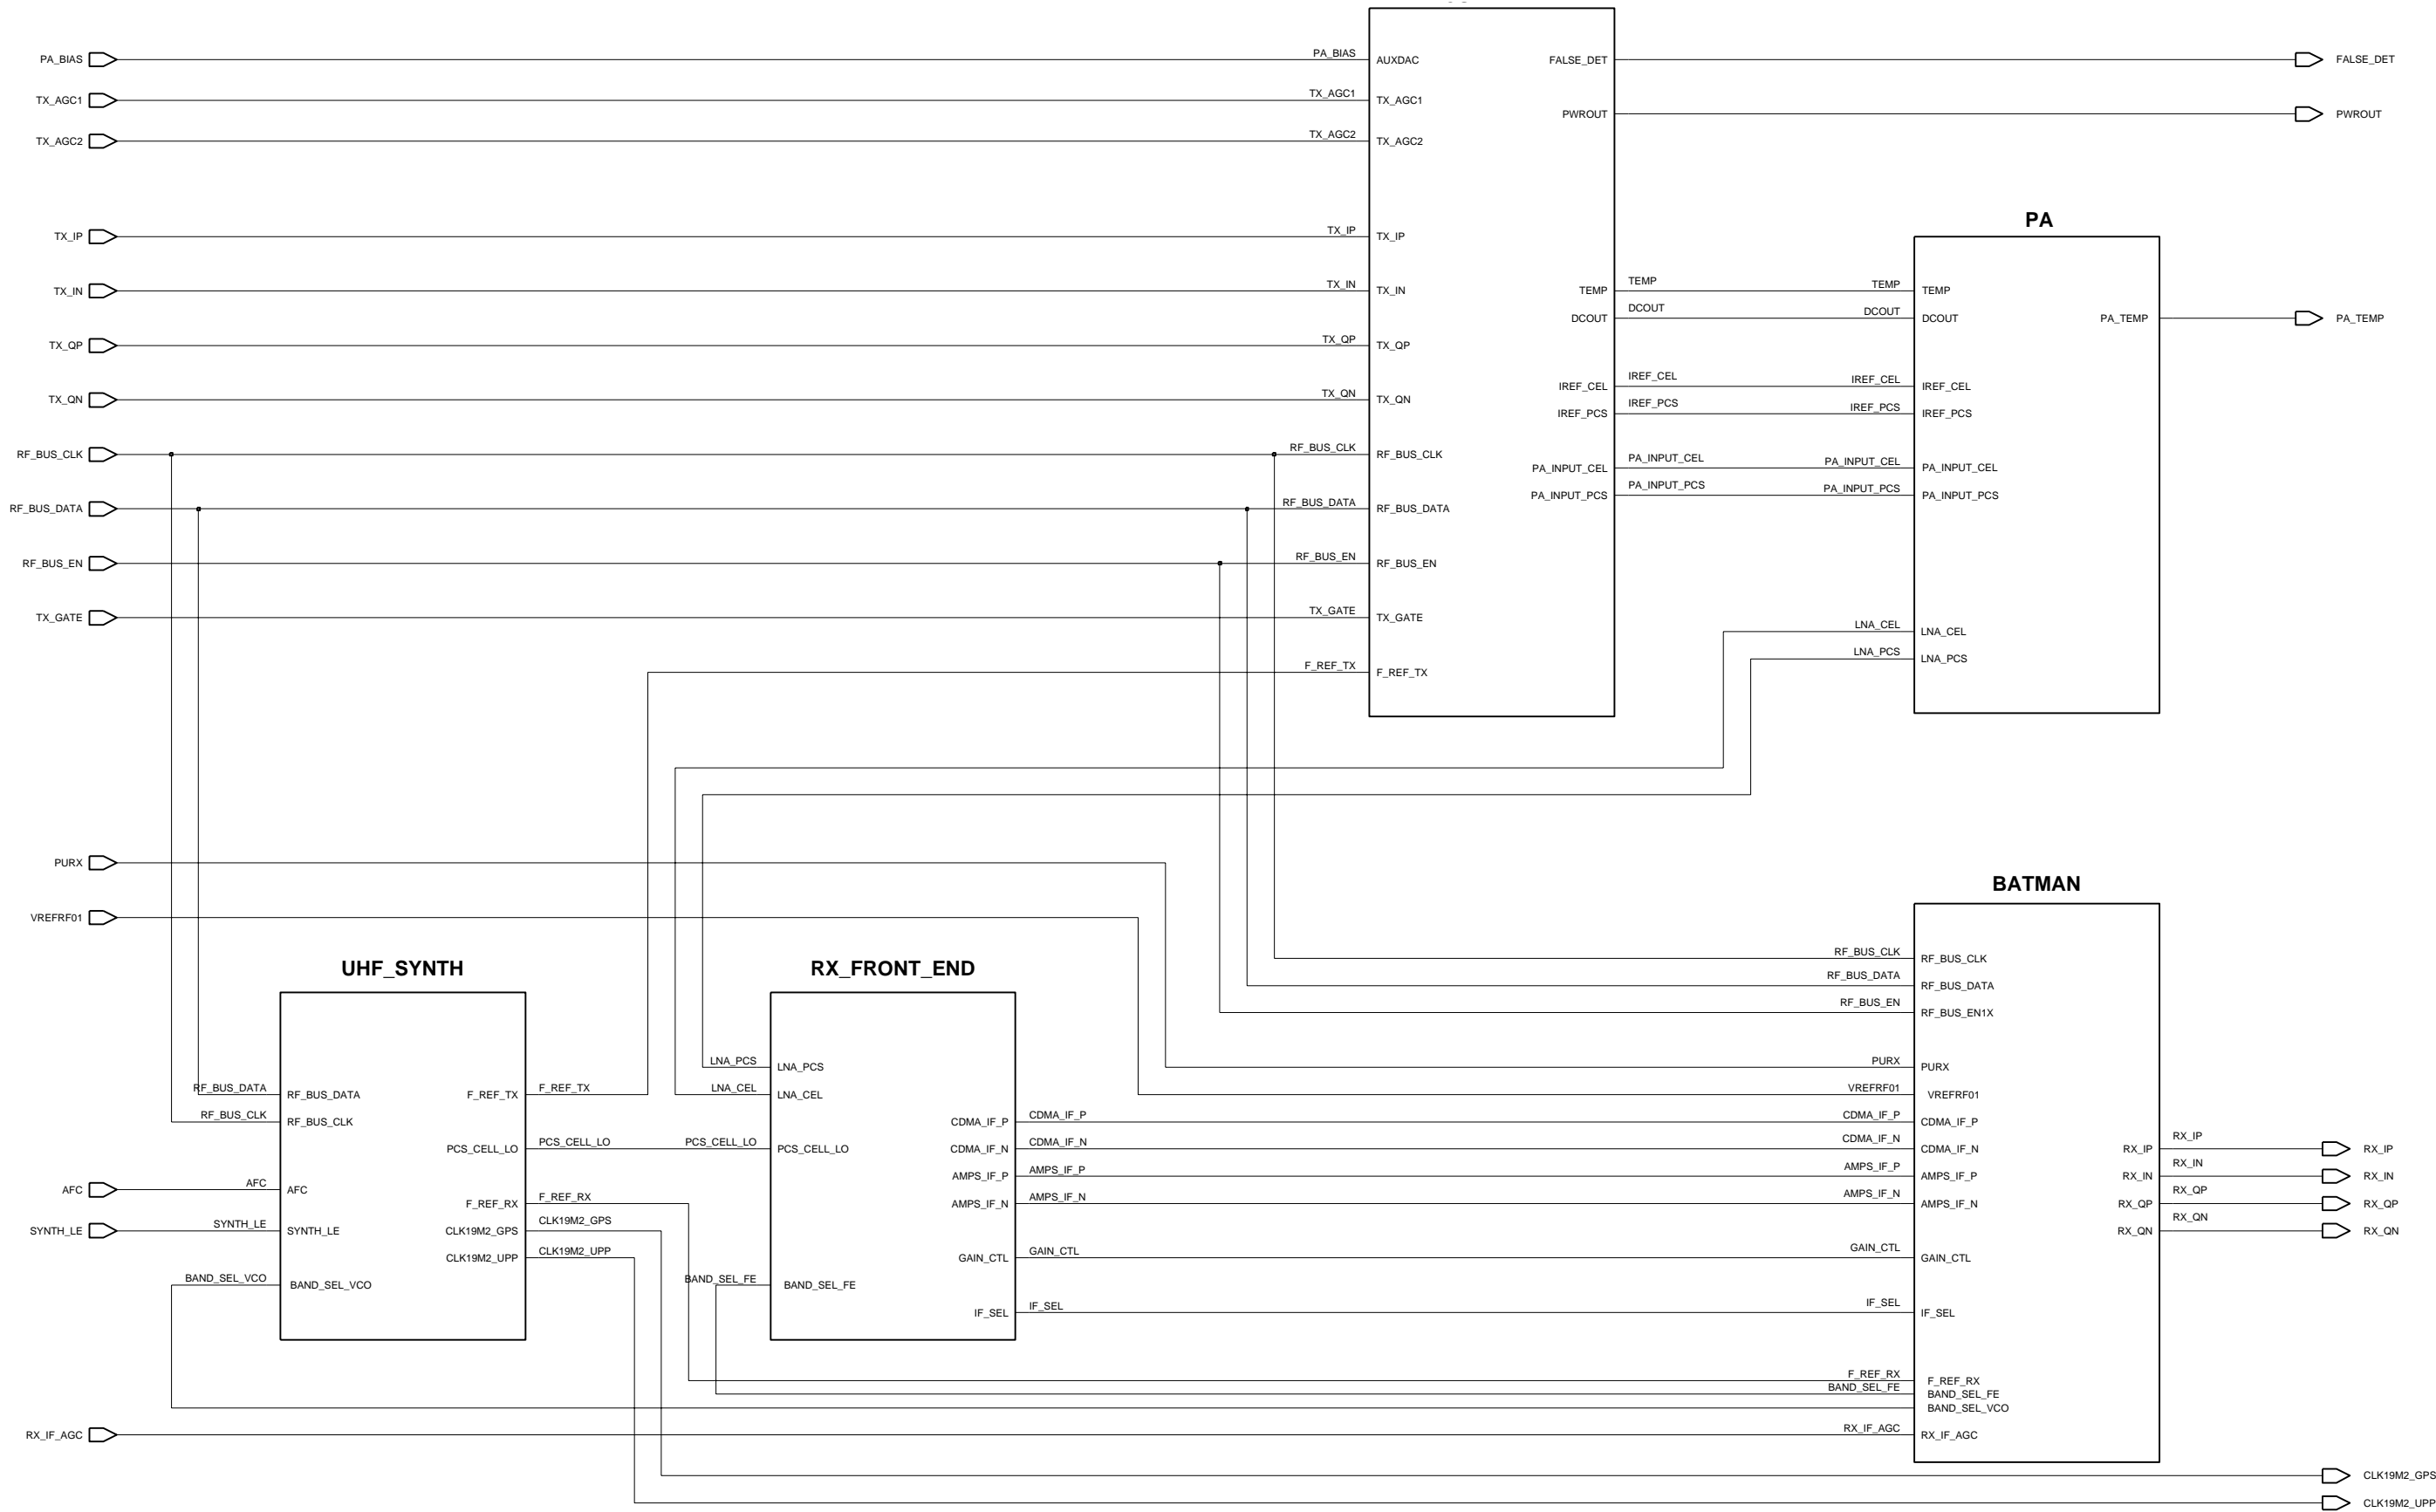 PA_BIAS PA_BIAS AUXDAC FALSE_DET FALSE_DET
TX_AGC1 TX_AGC1 TX_AGC1
PWROUT PWROUT
TX_AGC2 TX_AGC2 TX_AGC2
PA
TX_IP TX_IP TX_IP
TX_IN TX_IN TX_IN TEMP TEMP TEMP TEMP
DCOUT DCOUT DCOUT DCOUT PA_TEMP PA_TEMP
TX_QP TX_QP TX_QP
IREF_CEL IREF_CEL IREF_CEL IREF_CEL
TX_QN TX_QN TX_QN
IREF_PCS IREF_PCS IREF_PCS IREF_PCS
RF_BUS_CLK RF_BUS_CLK RF_BUS_CLK
PA_INPUT_CEL PA_INPUT_CEL PA_INPUT_CEL PA_INPUT_CEL
PA_INPUT_PCS PA_INPUT_PCS PA_INPUT_PCS PA_INPUT_PCS
RF_BUS_DATA RF_BUS_DATA RF_BUS_DATA
RF_BUS_EN RF_BUS_EN RF_BUS_EN
TX_GATE TX_GATE TX_GATE
LNA_CEL LNA_CEL
LNA_PCS LNA_PCS
F_REF_TX F_REF_TX
PURX
BATMAN
VREFRF01
RF_BUS_CLK RF_BUS_CLK
UHF_SYNTH RX_FRONT_END
RF_BUS_DATA RF_BUS_DATA
RF_BUS_EN RF_BUS_EN1X
LNA_PCS LNA_PCS PURX PURX
RF_BUS_DATA RF_BUS_DATA F_REF_TX F_REF_TX LNA_CEL LNA_CEL VREFRF01 VREFRF01
RF_BUS_CLK RF_BUS_CLK CDMA_IF_P CDMA_IF_P CDMA_IF_P CDMA_IF_P
PCS_CELL_LO PCS_CELL_LO PCS_CELL_LO PCS_CELL_LO CDMA_IF_N CDMA_IF_N CDMA_IF_N CDMA_IF_N RX_IP RX_IP RX_IP
AMPS_IF_P AMPS_IF_P AMPS_IF_P AMPS_IF_P RX_IN RX_IN RX_IN
AFC AFC AFC
F_REF_RX F_REF_RX AMPS_IF_N AMPS_IF_N AMPS_IF_N AMPS_IF_N RX_QP RX_QP RX_QP
SYNTH_LE SYNTH_LE SYNTH_LE CLK19M2_GPS CLK19M2_GPS RX_QN RX_QN RX_QN
CLK19M2_UPP CLK19M2_UPP GAIN_CTL GAIN_CTL GAIN_CTL GAIN_CTL
BAND_SEL_VCO BAND_SEL_VCO BAND_SEL_FE BAND_SEL_FE
IF_SEL IF_SEL IF_SEL IF_SEL
F_REF_RX F_REF_RX
BAND_SEL_FE BAND_SEL_FE
BAND_SEL_VCO
RX_IF_AGC RX_IF_AGC RX_IF_AGC
CLK19M2_GPS
CLK19M2_UPP